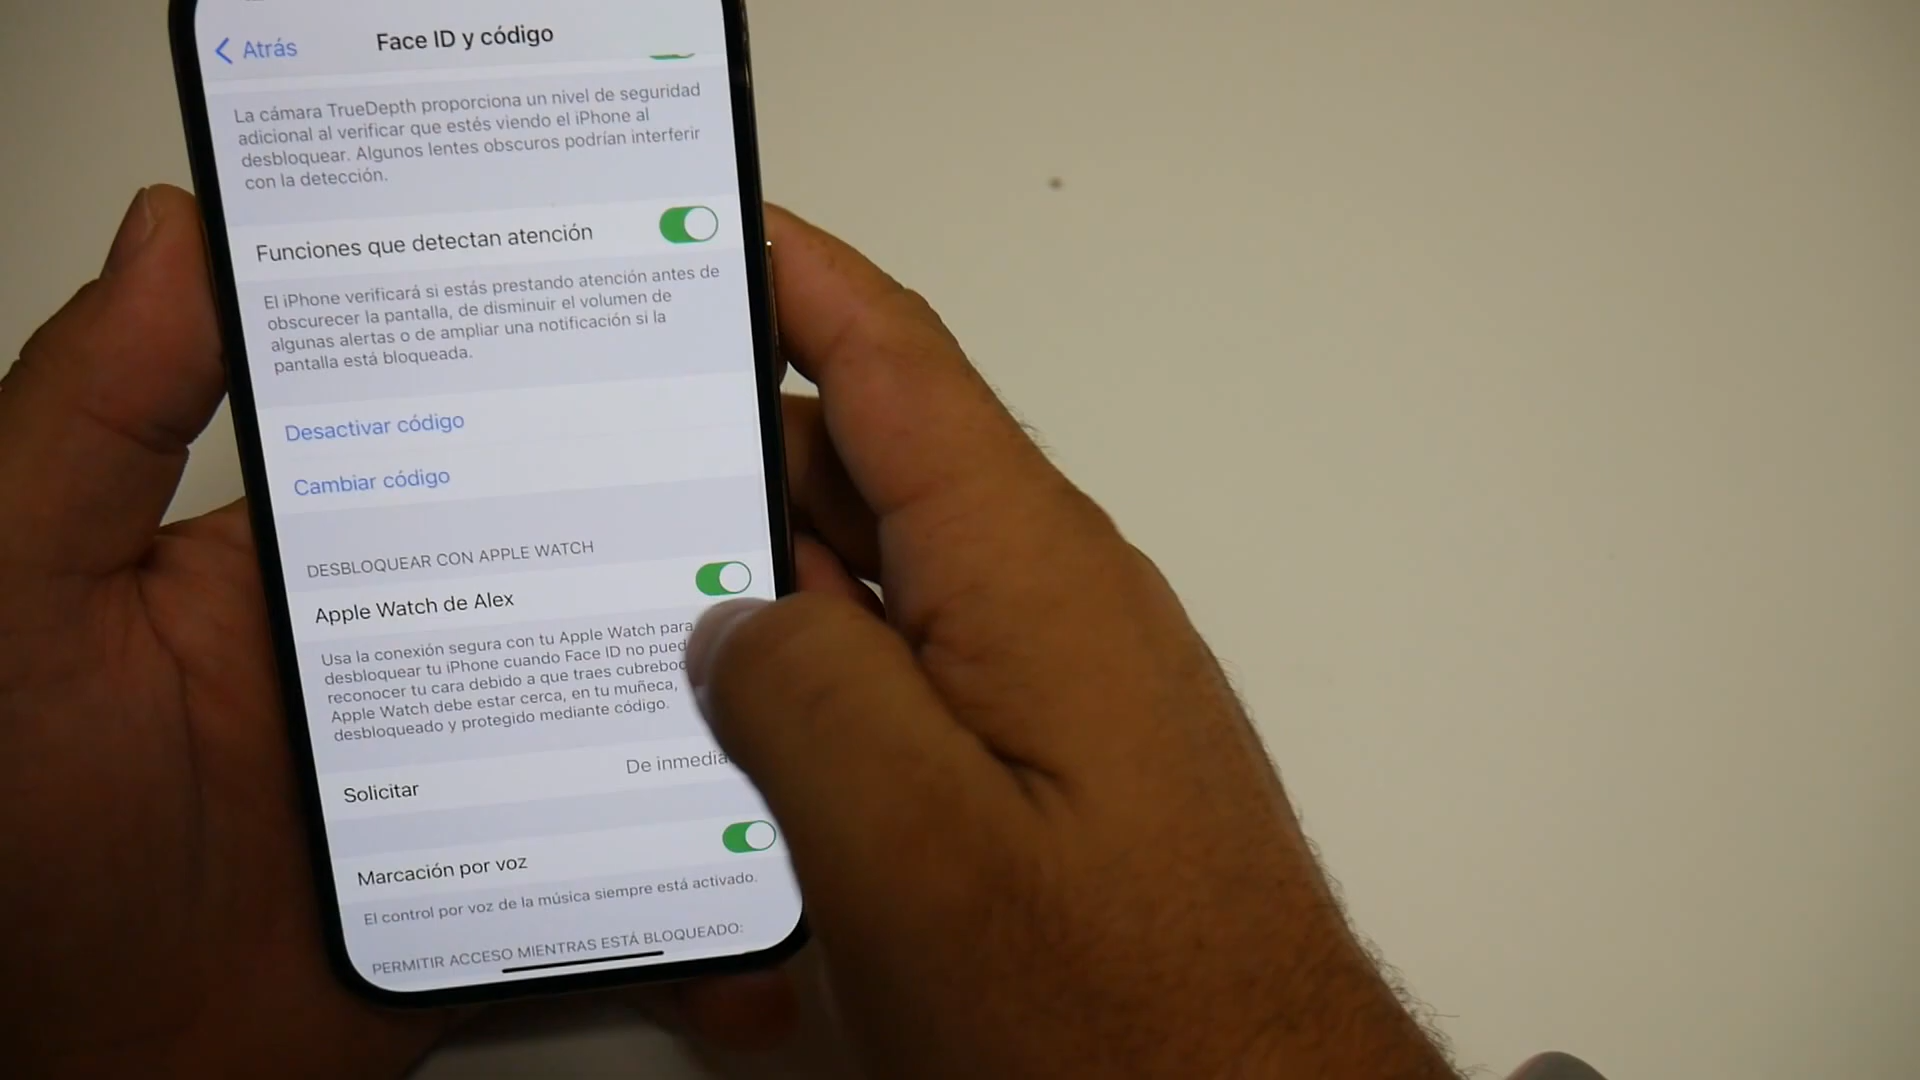 Atrás
Face ID y código
La cámara TrueDepth proporciona un nivel de seguridad
adicional al verificar que estés viendo el iPhone al
desbloquear. Algunos lentes obscuros podrían interferir
con la detección.
Funciones que detectan atención
El iPhone verificará si estás prestando atención antes de
obscurecer la pantalla, de disminuir el volumen de
algunas alertas o de ampliar una notificación si la
pantalla está bloqueada.
Desactivar código
Cambiar código
DESBLOQUEAR CON APPLE WATCH
Apple Watch de Alex
Usa la conexión segura con tu Apple Watch para
desbloquear tu iPhone cuando Face ID no pued
reconocer tu cara debido a que traes cubreboc
Apple Watch debe estar cerca, en tu muñeca,
desbloqueado y protegido mediante código.
Solicitar
De inmedia
Marcación por voz
El control por voz de la música siempre está activado.
PERMITIR ACCESO MIENTRAS ESTÁ BLOQUEADO: